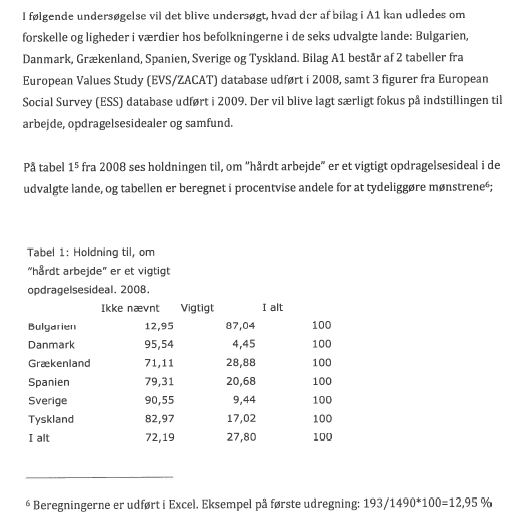 I følgende undersøgelse vil det blive undersøgt, hvad der af bilag i A1 kan udledes om
forskelle og ligheder i værdier hos befolkningerne i de seks udvalgte lande: Bulgarien,
Danmark, Grækenland, Spanien, Sverige og Tyskland. Bilag A1 består af 2 tabeller fra
European Values Study (EVS/ZACAT) database udført i 2008, samt 3 figurer fra European
Social Survey (ESS) database udført i 2009. Der vil blive lagt særligt fokus på indstillingen til
arbejde, opdragelsesidealer og samfund.
På tabel 1⁵ fra 2008 ses holdningen til, om "hårdt arbejde" er et vigtigt opdragelsesideal i de
udvalgte lande, og tabellen er beregnet i procentvise andele for at tydeliggøre mønstrene⁶;
Tabel 1: Holdning til, om
"hårdt arbejde" er et vigtigt
opdragelsesideal. 2008.
Ikke nævnt Vigtigt I alt
Bulgarien 12,95 87,04 100
Danmark 95,54 4,45 100
Grækenland 71,11 28,88 100
Spanien 79,31 20,68 100
Sverige 90,55 9,44 100
Tyskland 82,97 17,02 100
I alt 72,19 27,80 100
⁶ Beregningerne er udført i Excel. Eksempel på første udregning: 193/1490*100=12,95 %